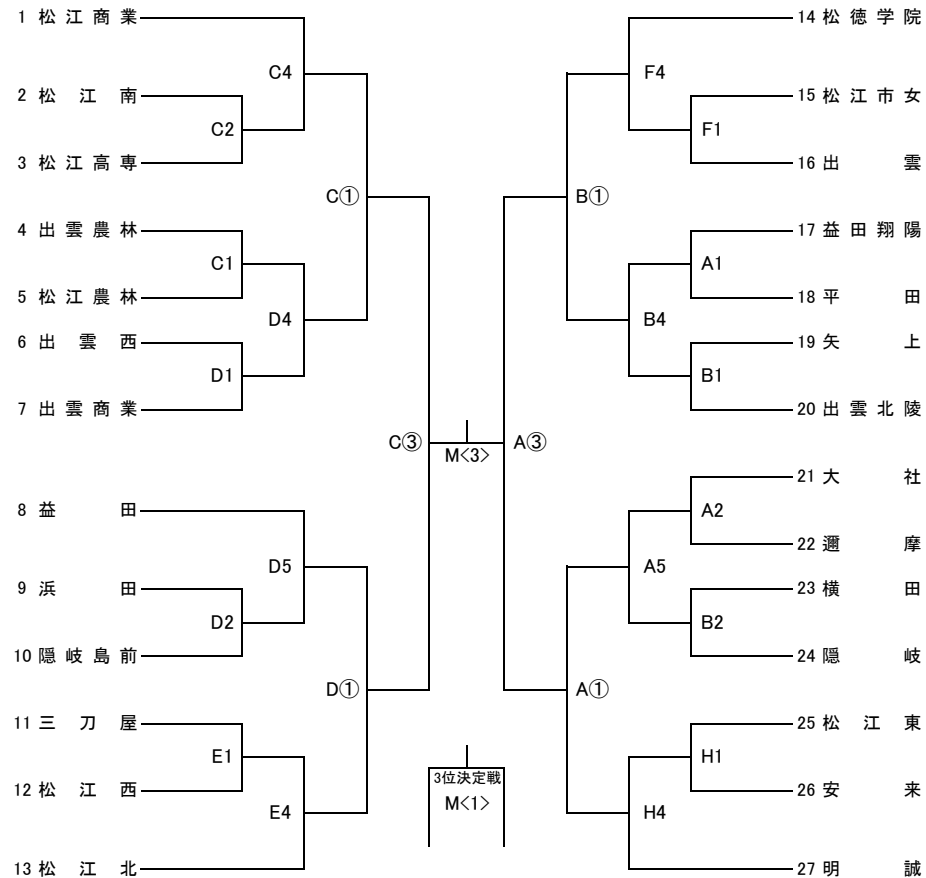 1 松江商業
C4
2 松江南
C2
3 松江高専
C①
4 出雲農林
C1
5 松江農林
D4
6 出雲西
D1
7 出雲商業
C③
8 益田
D5
9 浜田
D2
10 隠岐島前
D①
11 三刀屋
E1
12 松江西
E4
13 松江北
M<3>
3位決定戦
M<1>
14 松徳学院
F4
15 松江市女
F1
16 出雲
B①
17 益田翔陽
A1
18 平田
B4
19 矢上
B1
20 出雲北陵
A③
21 大社
A2
22 邇摩
A5
23 横田
B2
24 隠岐
A①
25 松江東
H1
26 安来
H4
27 明誠